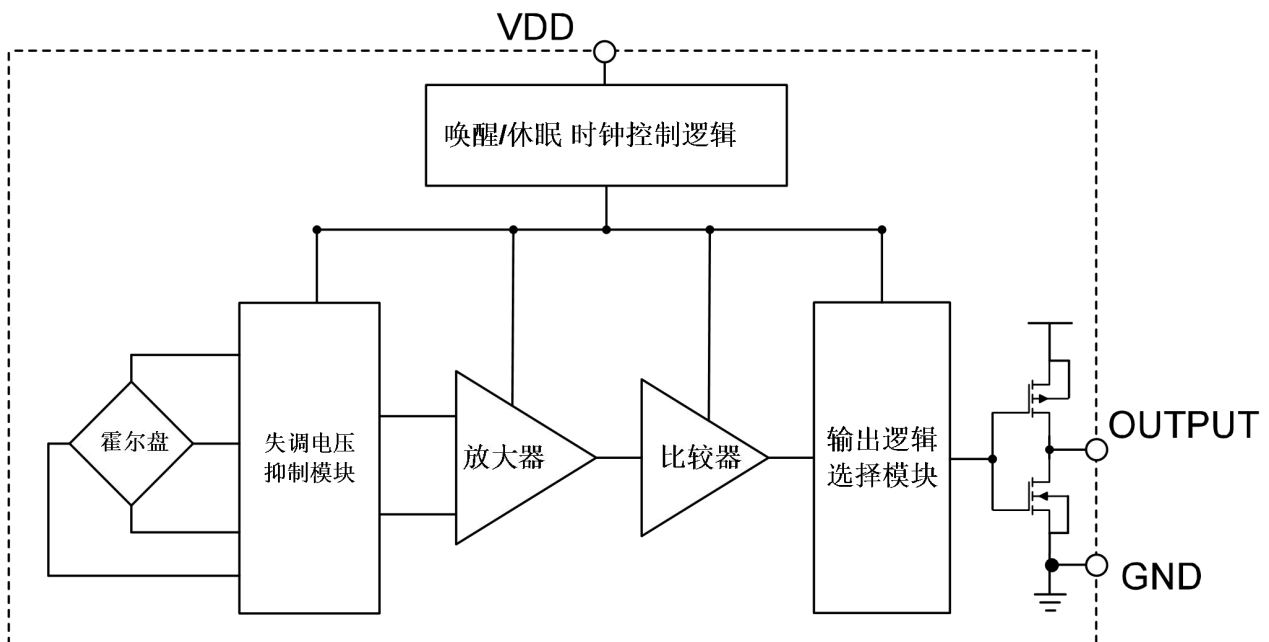 VDD
唤醒/休眠 时钟控制逻辑
霍尔盘
失调电压
抑制模块
放大器
比较器
输出逻辑
选择模块
OUTPUT
GND